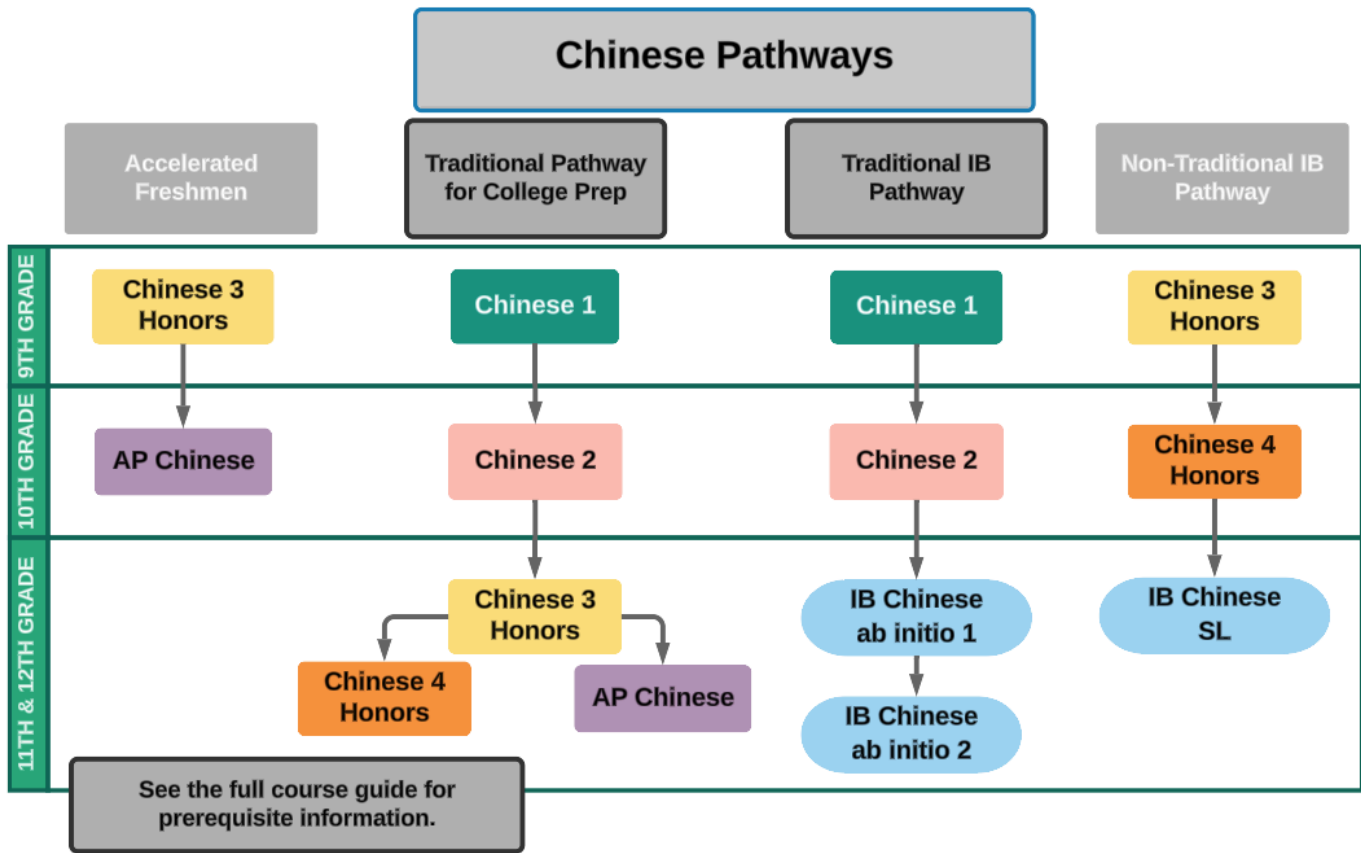 Chinese Pathways
Accelerated
Freshmen
Traditional Pathway
for College Prep
Traditional IB
Pathway
Non-Traditional IB
Pathway
9TH GRADE
Chinese 3
Honors
Chinese 1
Chinese 1
Chinese 3
Honors
10TH GRADE
AP Chinese
Chinese 2
Chinese 2
Chinese 4
Honors
11TH & 12TH GRADE
Chinese 3
Honors
Chinese 4
Honors
AP Chinese
IB Chinese
ab initio 1
IB Chinese
ab initio 2
IB Chinese
SL
See the full course guide for
prerequisite information.